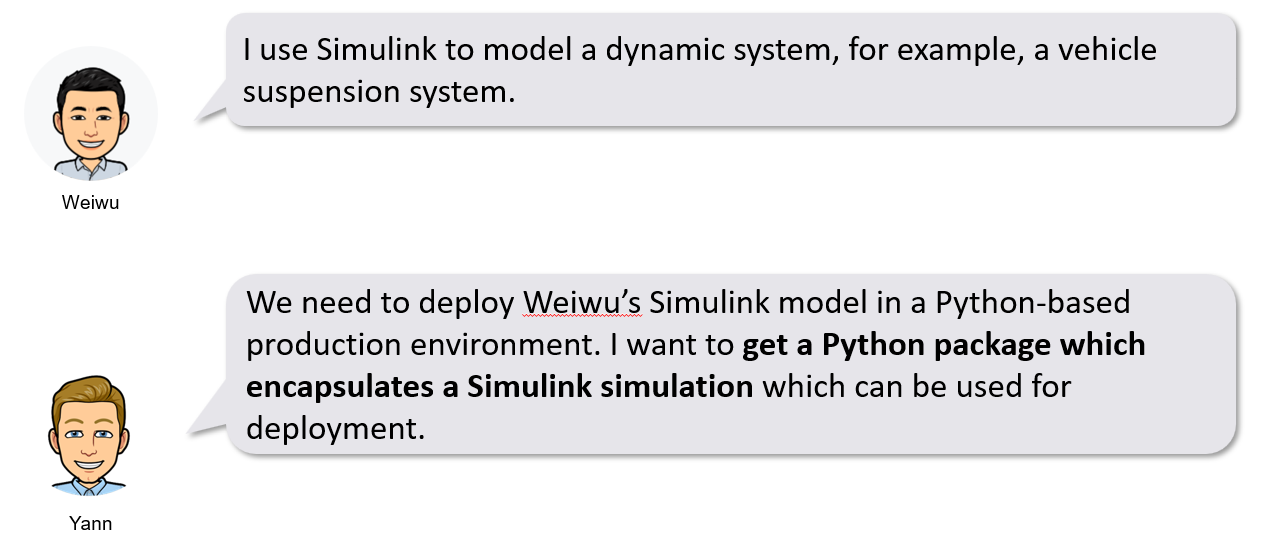 I use Simulink to model a dynamic system, for example, a vehicle
suspension system.
Weiwu
We need to deploy Weiwu’s Simulink model in a Python-based
production environment. I want to get a Python package which
encapsulates a Simulink simulation which can be used for
deployment.
Yann